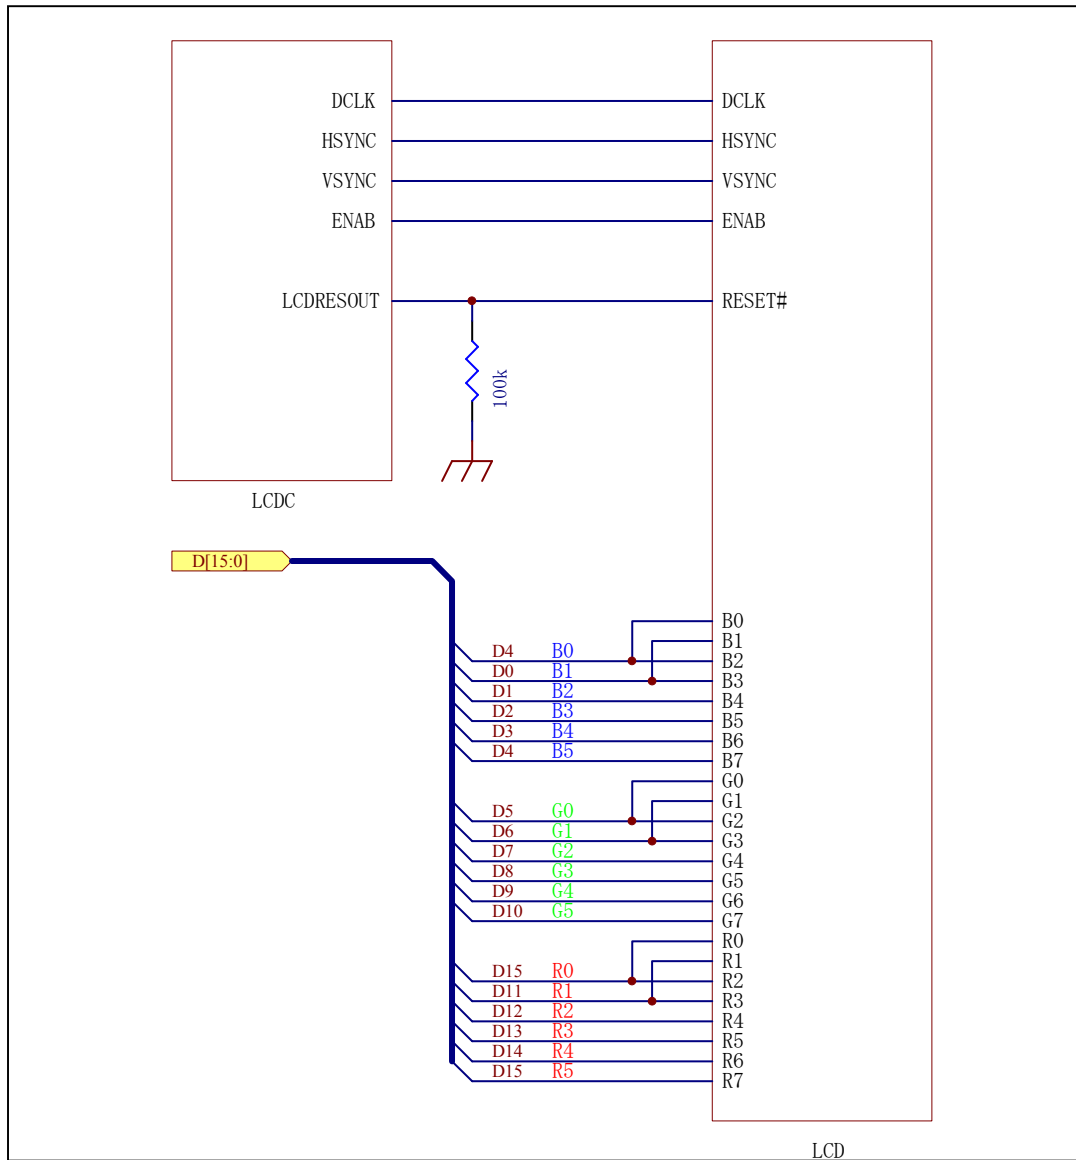 DCLK DCLK
HSYNC HSYNC
VSYNC VSYNC
ENAB ENAB
LCDRESOUT RESET#
100k
LCDC
D[15:0]
B0
B1
D4 B0 B2
D0 B1 B3
D1 B2 B4
D2 B3 B5
D3 B4 B6
D4 B5 B7
G0
G1
D5 G0 G2
D6 G1 G3
D7 G2 G4
D8 G3 G5
D9 G4 G6
D10 G5 G7
R0
R1
D15 R0 R2
D11 R1 R3
D12 R2 R4
D13 R3 R5
D14 R4 R6
D15 R5 R7
LCD